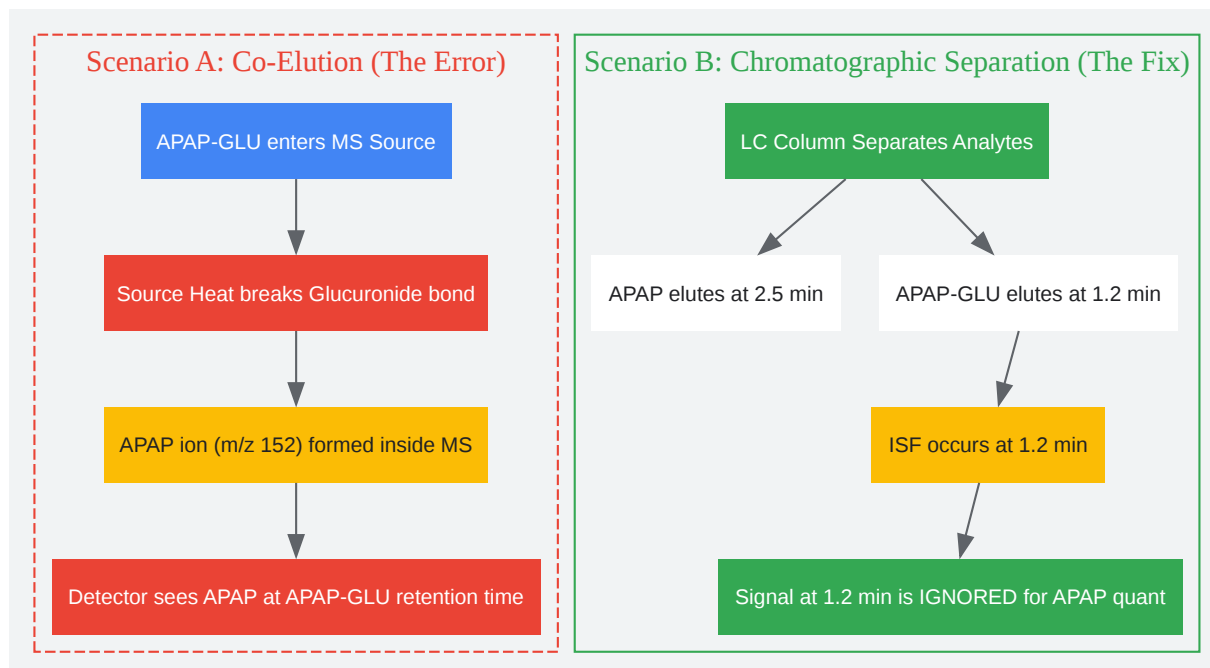 Scenario A: Co-Elution (The Error)
APAP-GLU enters MS Source
Source Heat breaks Glucuronide bond
APAP ion (m/z 152) formed inside MS
Detector sees APAP at APAP-GLU retention time
Scenario B: Chromatographic Separation (The Fix)
LC Column Separates Analytes
APAP elutes at 2.5 min
APAP-GLU elutes at 1.2 min
ISF occurs at 1.2 min
Signal at 1.2 min is IGNORED for APAP quant